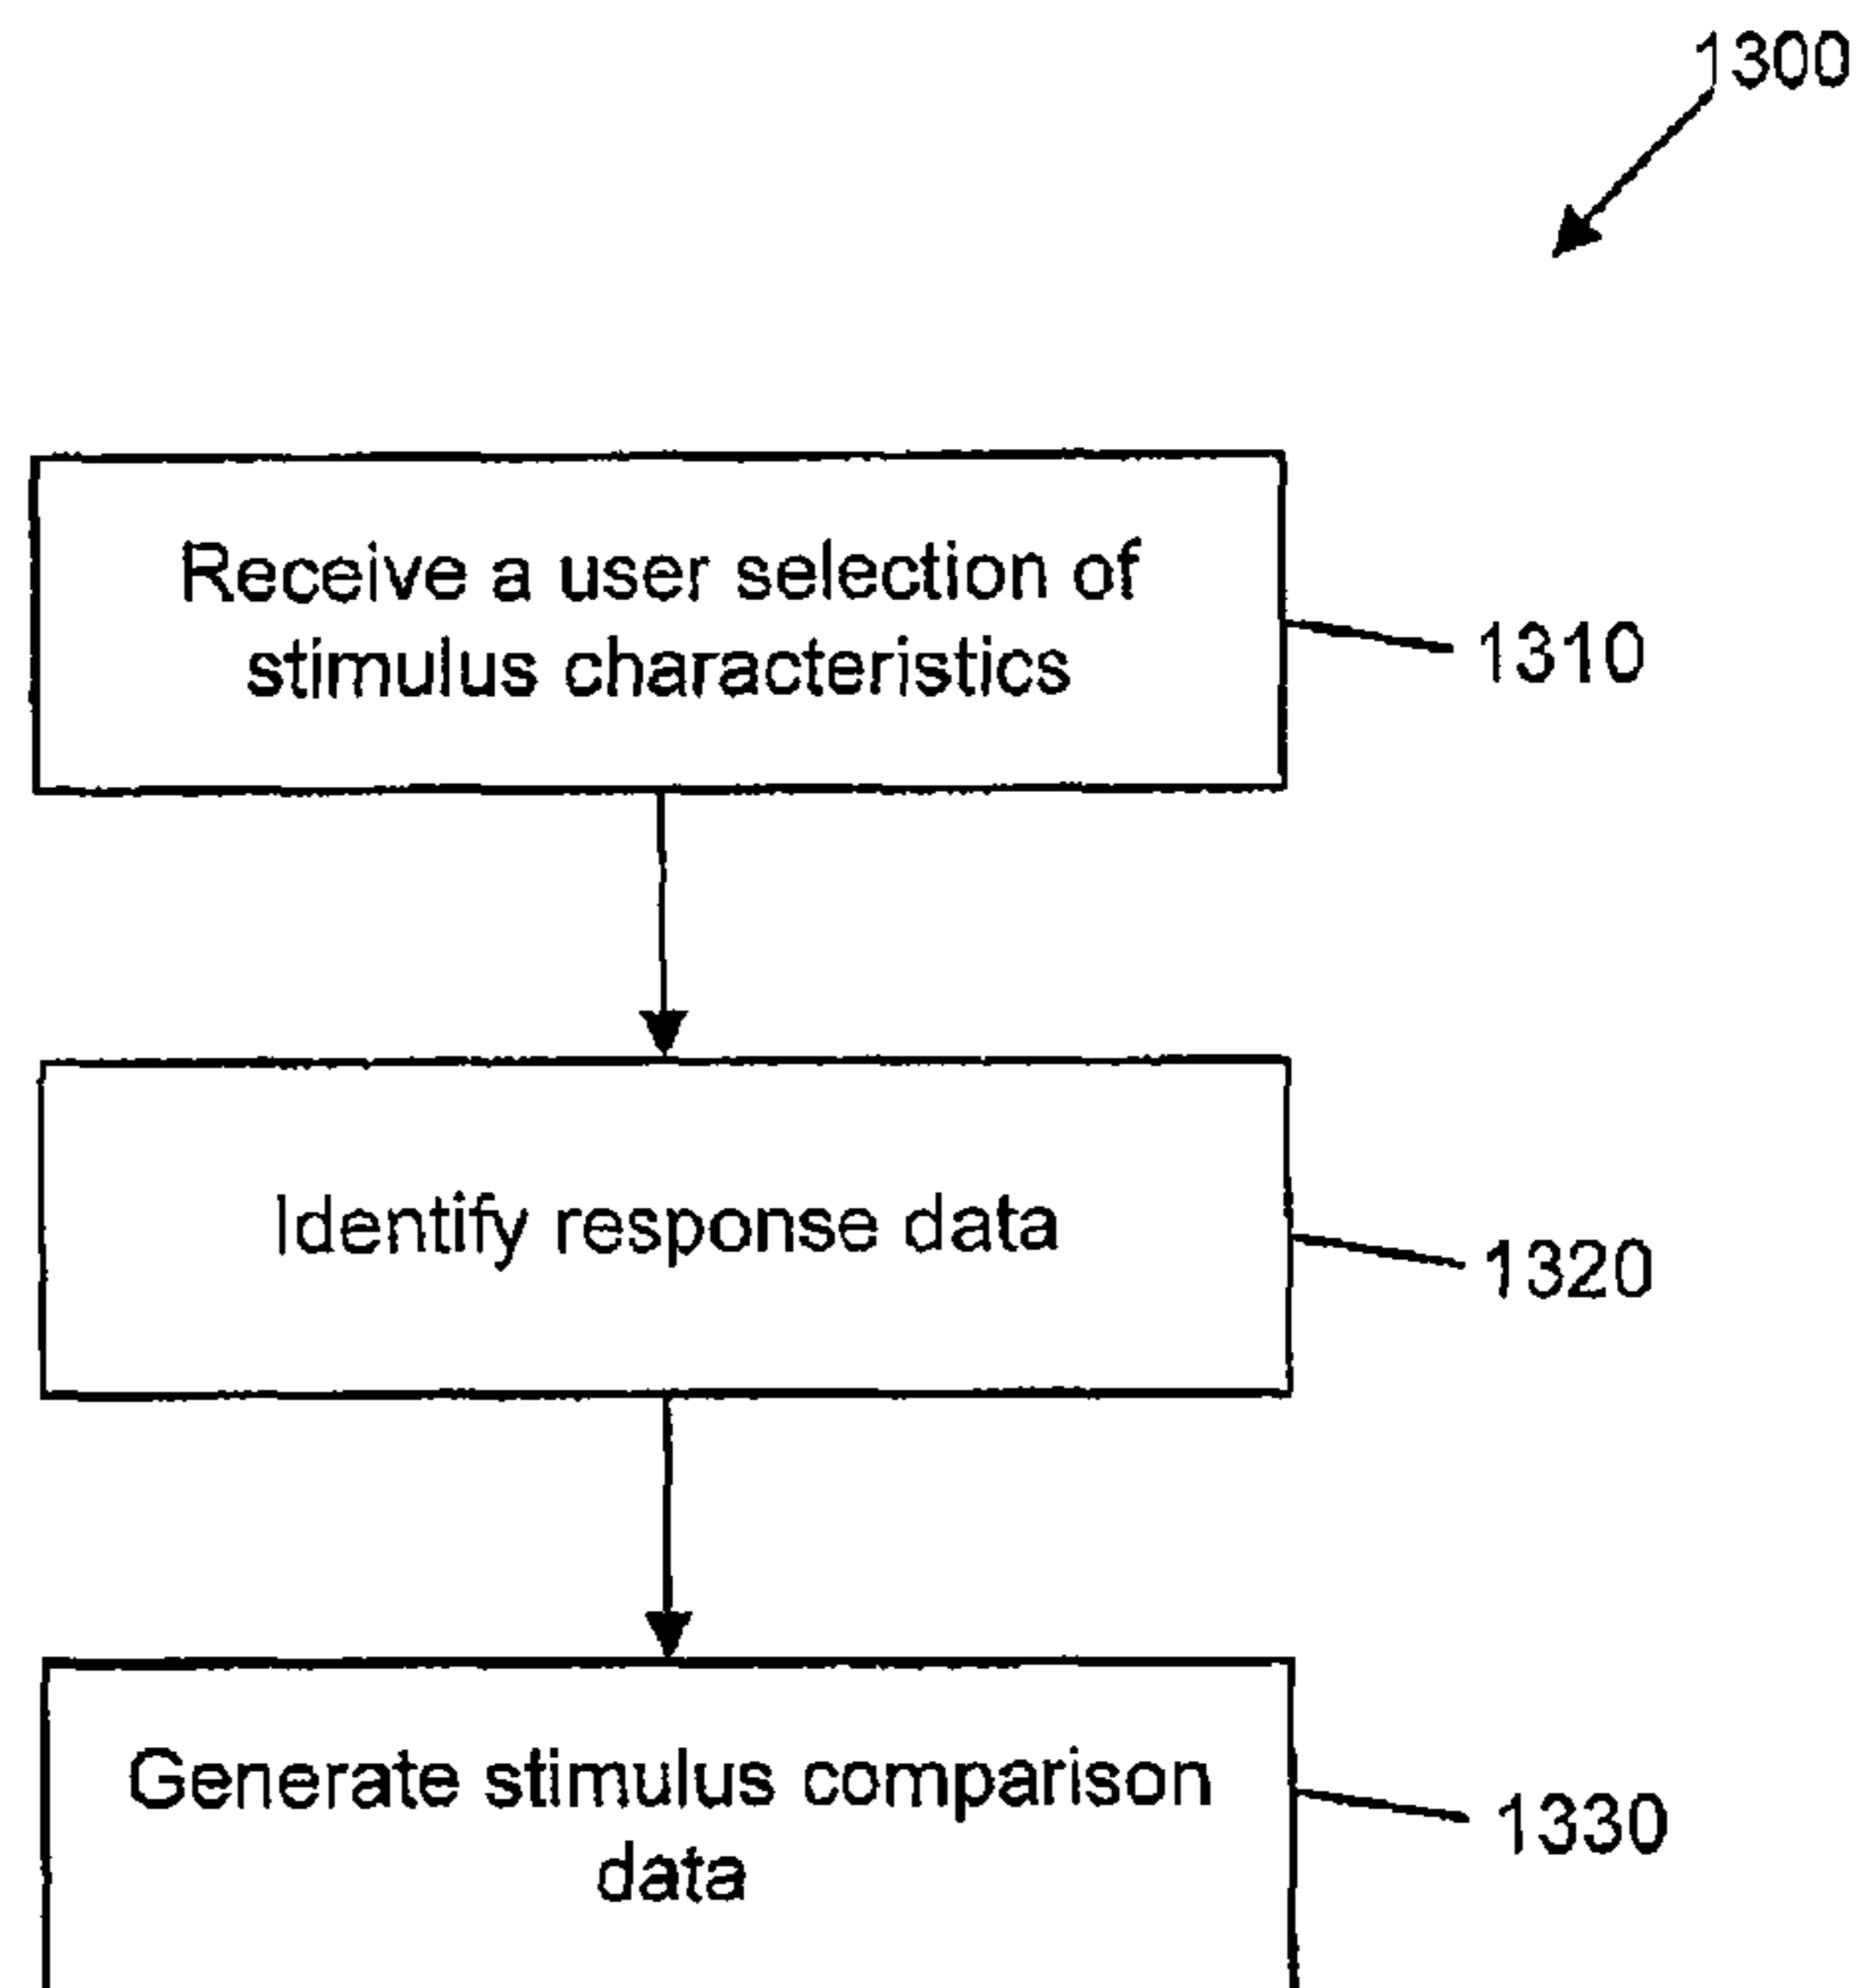 1300
Receive a user selection of
stimulus characteristics
1310
Identify response data
1320
Generate stimulus comparison
data
1330